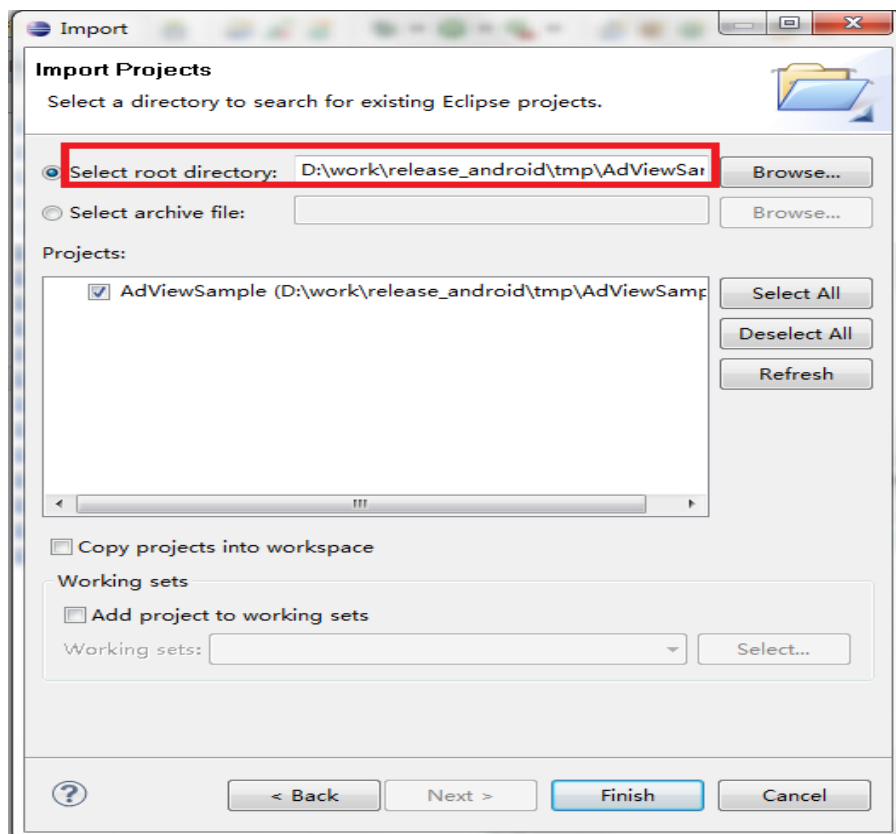 Import
Import Projects
Select a directory to search for existing Eclipse projects.
Select root directory: D:\work\release_android\tmp\AdViewSar Browse...
Select archive file: Browse...
Projects:
AdViewSample (D:\work\release_android\tmp\AdViewSamp
Select All
Deselect All
Refresh
Copy projects into workspace
Working sets
Add project to working sets
Working sets: Select...
? < Back Next > Finish Cancel